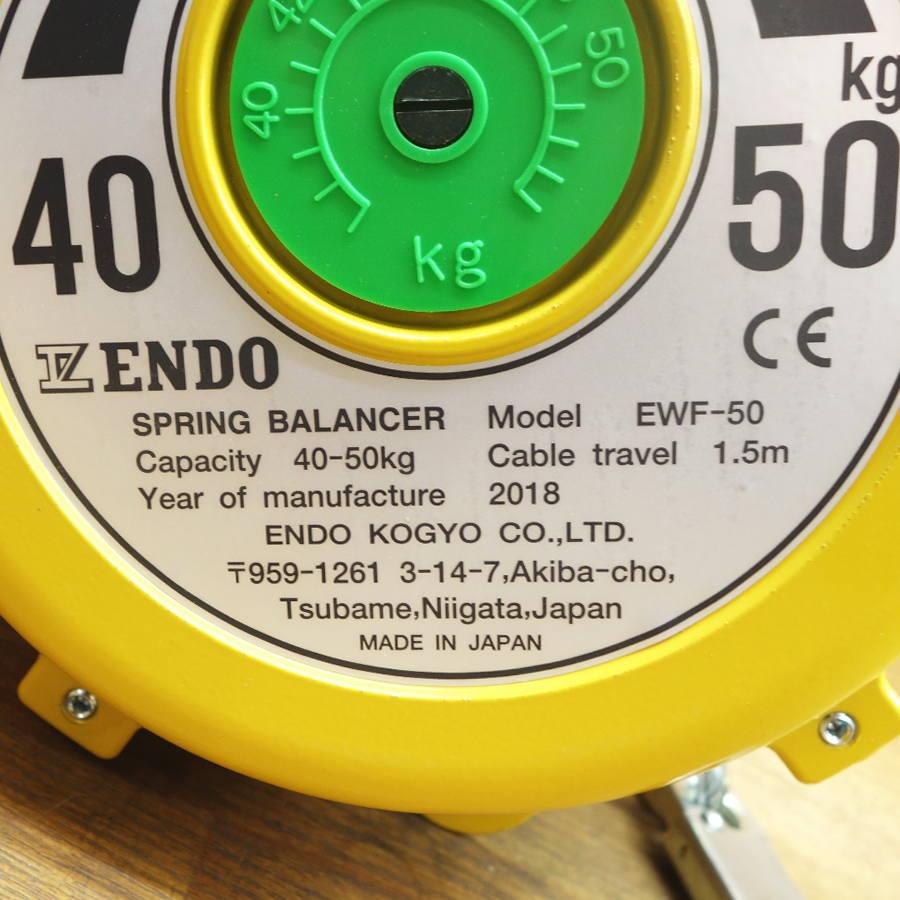 42
40
50
kg
kg
40
50
CE
ENDO
SPRING BALANCER Model EWF-50
Capacity 40-50kg Cable travel 1.5m
Year of manufacture 2018
ENDO KOGYO CO.,LTD.
〒959-1261 3-14-7,Akiba-cho,
Tsubame,Niigata,Japan
MADE IN JAPAN